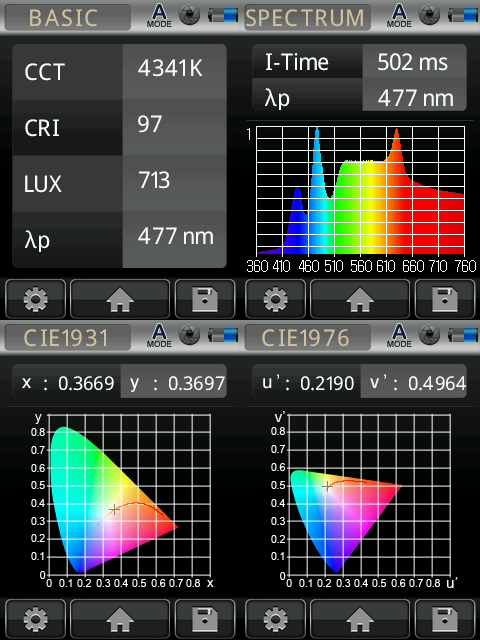 BASIC
A
MODE
CCT 4341K
CRI 97
LUX 713
λp 477 nm
SPECTRUM
A
MODE
I-Time 502 ms
λp 477 nm
1
360 410 460 510 560 610 660 710 760
CIE1931
A
MODE
x : 0.3669 y : 0.3697
y
0.8
0.7
0.6
0.5
0.4
0.3
0.2
0.1
0
0 0.1 0.2 0.3 0.4 0.5 0.6 0.7 0.8 x
CIE1976
A
MODE
u' : 0.2190 v' : 0.4964
v'
0.8
0.7
0.6
0.5
0.4
0.3
0.2
0.1
0
0 0.1 0.2 0.3 0.4 0.5 0.6 0.7 0.8 u'